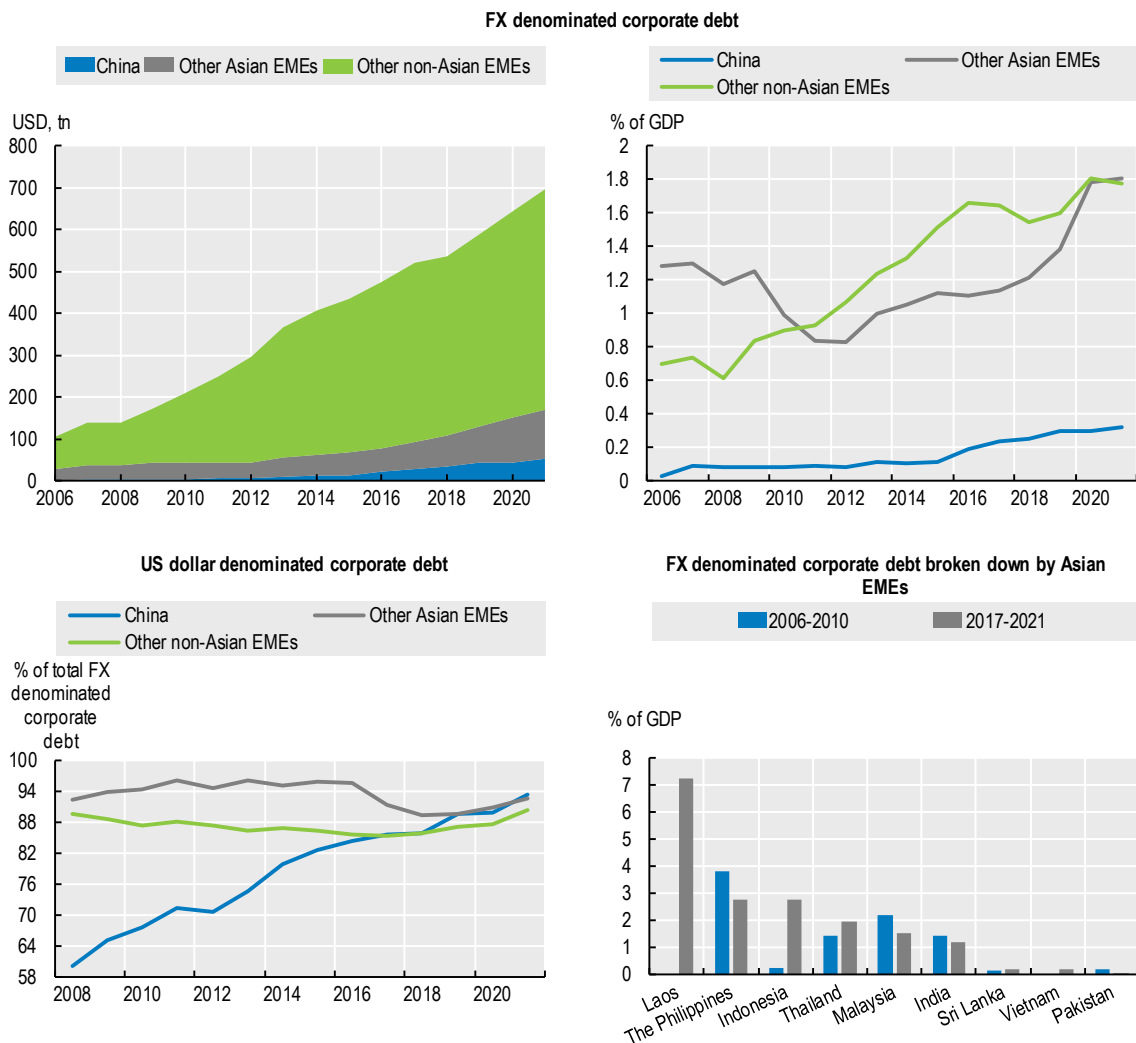 FX denominated corporate debt
China Other Asian EMEs Other non-Asian EMEs
USD, tn
800
700
600
500
400
300
200
100
0
2006 2008 2010 2012 2014 2016 2018 2020
China Other Asian EMEs
Other non-Asian EMEs
% of GDP
2
1.8
1.6
1.4
1.2
1
0.8
0.6
0.4
0.2
0
2006 2008 2010 2012 2014 2016 2018 2020
US dollar denominated corporate debt
China Other Asian EMEs
Other non-Asian EMEs
% of total FX
denominated
corporate
debt
100
94
88
82
76
70
64
58
2008 2010 2012 2014 2016 2018 2020
FX denominated corporate debt broken down by Asian
EMEs
2006-2010 2017-2021
% of GDP
8
7
6
5
4
3
2
1
0
Laos
The Philippines
Indonesia
Thailand
Malaysia
India
Sri Lanka
Vietnam
Pakistan